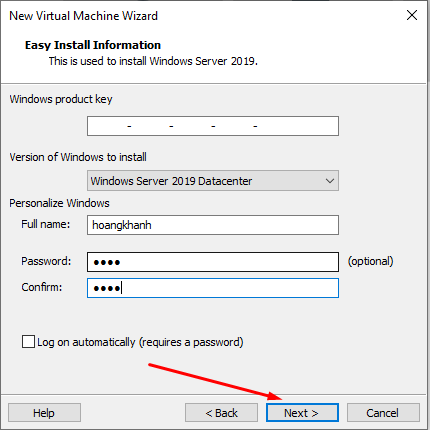 New Virtual Machine Wizard
Easy Install Information
This is used to install Windows Server 2019.
Windows product key
- - - -
Version of Windows to install
Windows Server 2019 Datacenter
Personalize Windows
Full name: hoangkhanh
Password: ●●●● (optional)
Confirm: ●●●●
Log on automatically (requires a password)
Help < Back Next > Cancel